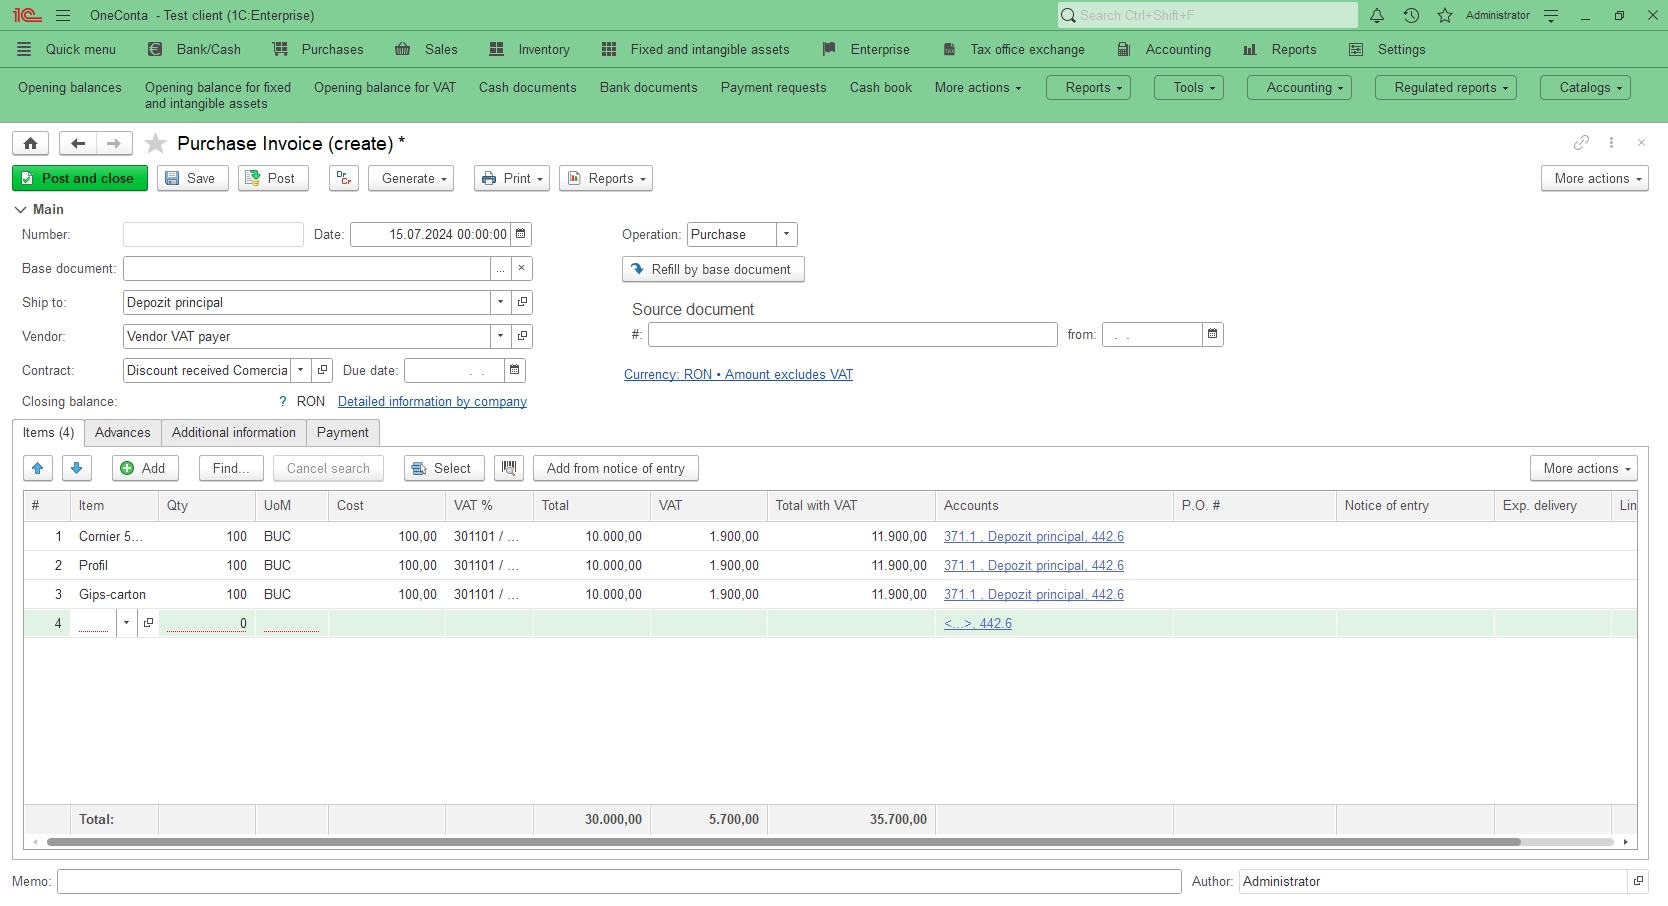 OneConta - Test client (1C:Enterprise)
Search Ctrl+Shift+F
Administrator
Quick menu
Bank/Cash
Purchases
Sales
Inventory
Fixed and intangible assets
Enterprise
Tax office exchange
Accounting
Reports
Settings
Opening balances
Opening balance for fixed
and intangible assets
Opening balance for VAT
Cash documents
Bank documents
Payment requests
Cash book
More actions
Reports
Tools
Accounting
Regulated reports
Catalogs
Purchase Invoice (create) *
Post and close
Save
Post
Dr
Cr
Generate
Print
Reports
More actions
Main
Number:
Date: 15.07.2024 00:00:00
Operation: Purchase
Base document:
...
Refill by base document
Ship to: Depozit principal
Source document
Vendor: Vendor VAT payer
#:
from: . .
Contract: Discount received Comercia
Due date: . .
Currency: RON • Amount excludes VAT
Closing balance: ? RON Detailed information by company
Items (4)
Advances
Additional information
Payment
Add
Find...
Cancel search
Select
Add from notice of entry
More actions
# Item Qty UoM Cost VAT % Total VAT Total with VAT Accounts P.O. # Notice of entry Exp. delivery Lin
1 Cornier 5... 100 BUC 100,00 301101 / ... 10.000,00 1.900,00 11.900,00 371.1 , Depozit principal, 442.6
2 Profil 100 BUC 100,00 301101 / ... 10.000,00 1.900,00 11.900,00 371.1 , Depozit principal, 442.6
3 Gips-carton 100 BUC 100,00 301101 / ... 10.000,00 1.900,00 11.900,00 371.1 , Depozit principal, 442.6
4 0 <...>, 442.6
Total: 30.000,00 5.700,00 35.700,00
Memo:
Author: Administrator